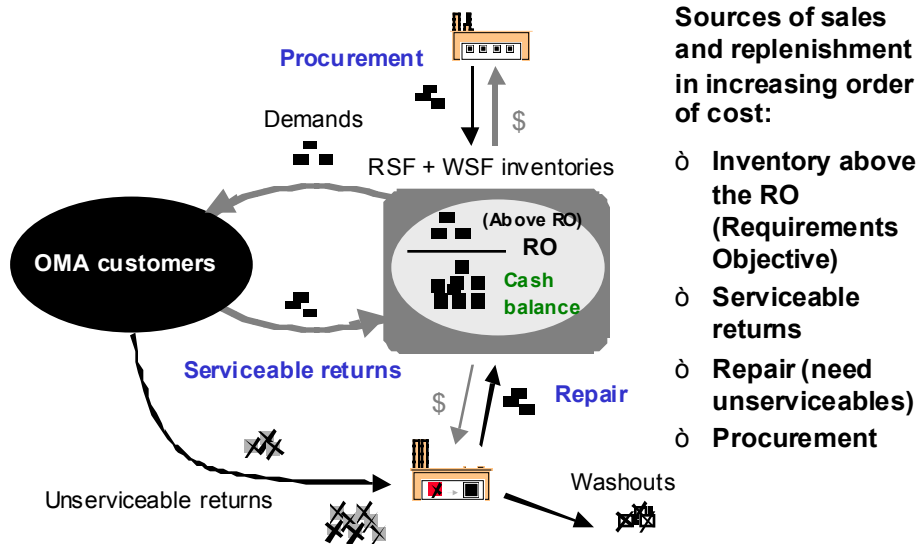 Procurement
$
Demands
RSF + WSF inventories
(Above RO)
RO
Cash
balance
OMA customers
Serviceable returns
$
Repair
Unserviceable returns
Washouts
Sources of sales
and replenishment
in increasing order
of cost:
ò Inventory above
the RO
(Requirements
Objective)
ò Serviceable
returns
ò Repair (need
unserviceables)
ò Procurement